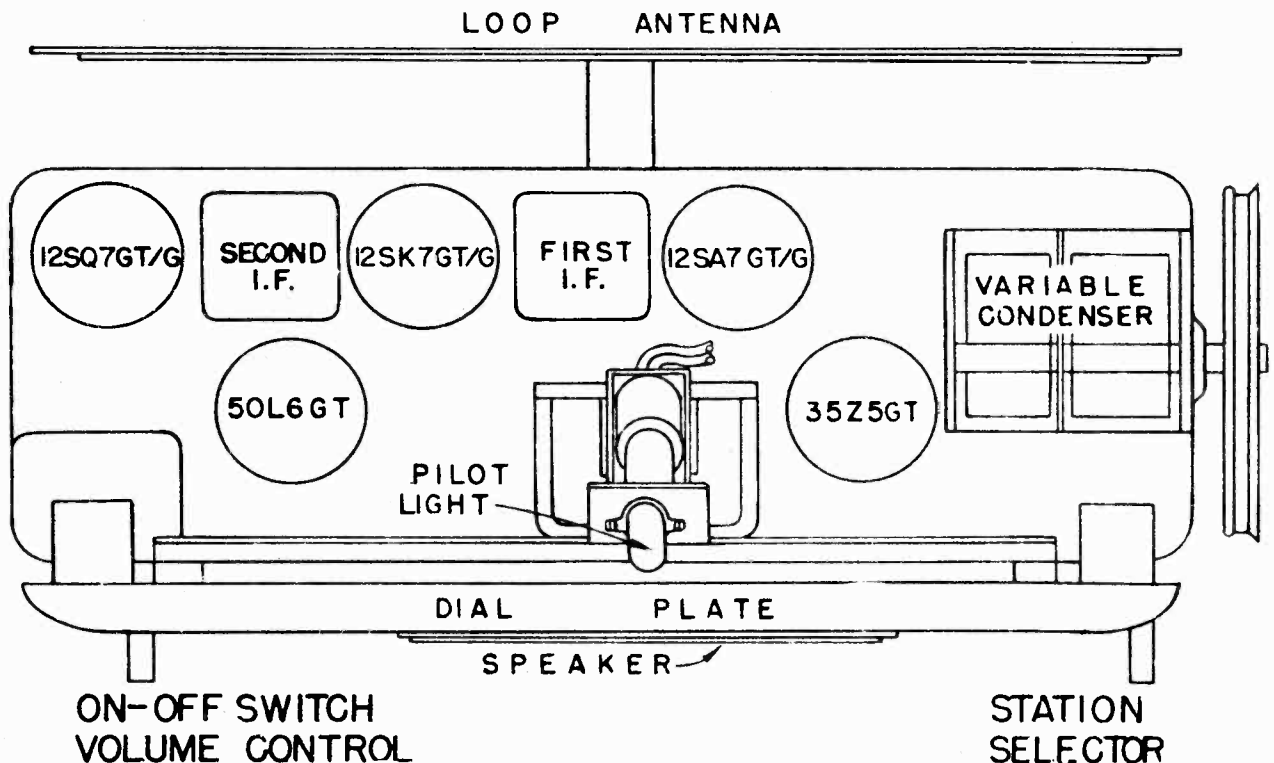 LOOP ANTENNA
12SQ7GT/G
SECOND
I.F.
12SK7GT/G
FIRST
I.F.
12SA7GT/G
VARIABLE
CONDENSER
50L6GT
35Z5GT
PILOT
LIGHT
DIAL PLATE
SPEAKER
ON-OFF SWITCH
VOLUME CONTROL
STATION
SELECTOR